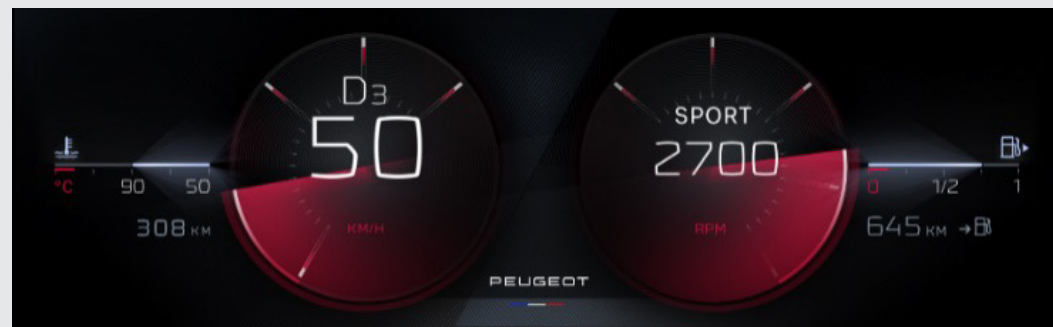 D3
50
KM/H
°C
90
50
308 KM
SPORT
2700
RPM
0
1/2
1
645 KM
PEUGEOT